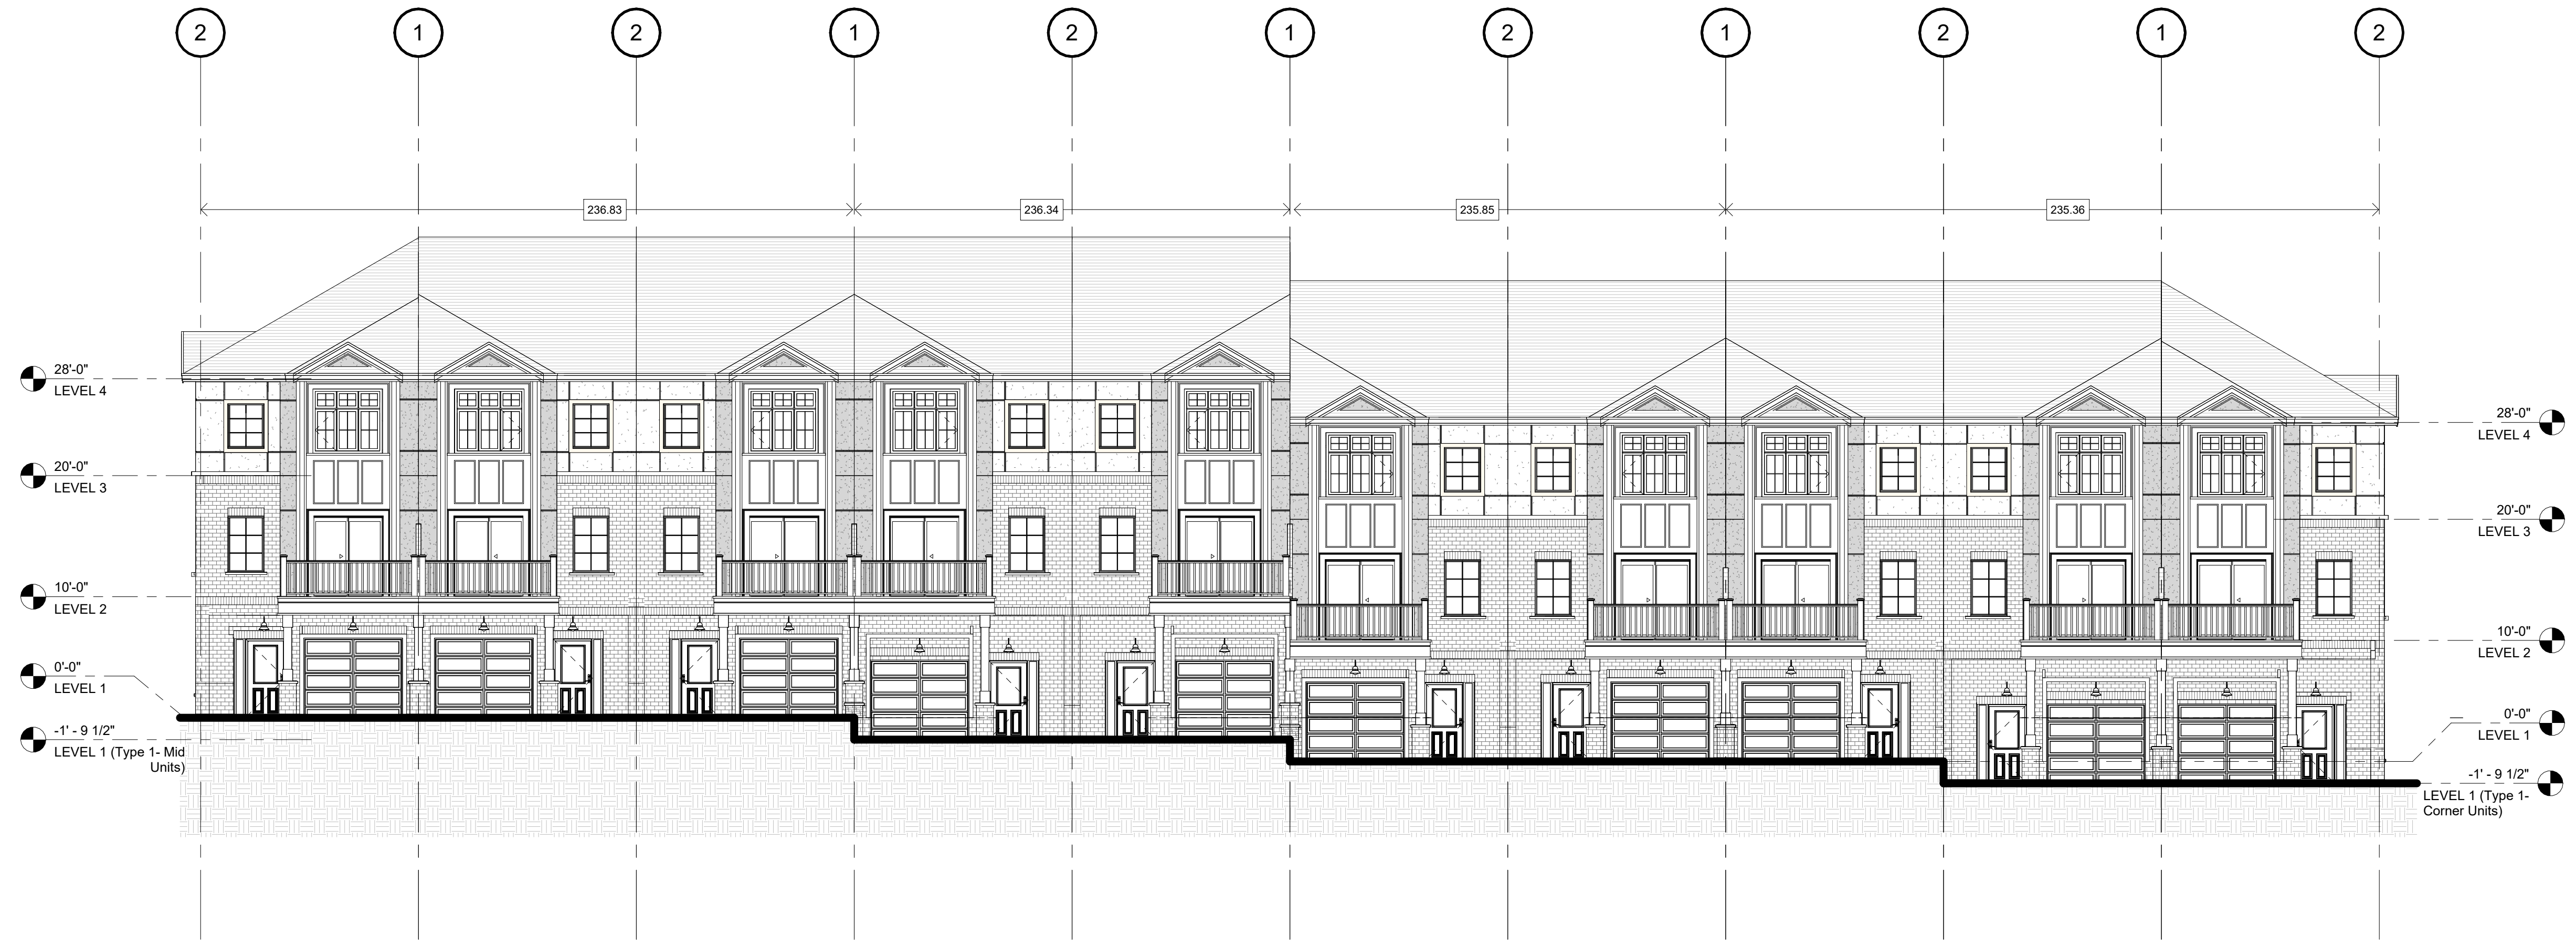 2 1 2 1 2 1 2 1 2 1 2
236.83 236.34 235.85 235.36
28'-0"
LEVEL 4
20'-0"
LEVEL 3
10'-0"
LEVEL 2
0'-0"
LEVEL 1
-1' - 9 1/2"
LEVEL 1 (Type 1- Mid
Units)
28'-0"
LEVEL 4
20'-0"
LEVEL 3
10'-0"
LEVEL 2
0'-0"
LEVEL 1
-1' - 9 1/2"
LEVEL 1 (Type 1-
Corner Units)